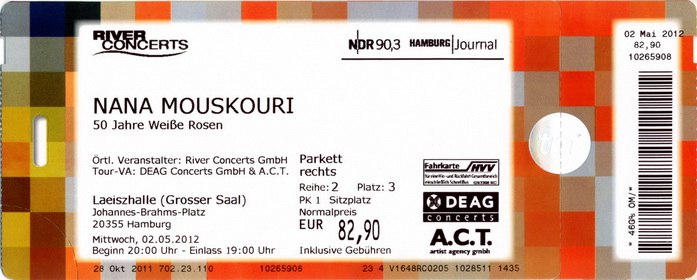 RIVER CONCERTS
NDR 90,3 HAMBURG Journal
NANA MOUSKOURI
50 Jahre Weiße Rosen
Örtl. Veranstalter: River Concerts GmbH
Tour-VA: DEAG Concerts GmbH & A.C.T.
Laeiszhalle (Grosser Saal)
Johannes-Brahms-Platz
20355 Hamburg
Mittwoch, 02.05.2012
Beginn 20:00 Uhr - Einlass 19:00 Uhr
Parkett
rechts
Reihe: 2 Platz: 3
PK 1 Sitzplatz
Normalpreis
EUR 82,90
Inklusive Gebühren
Fahrkarte HVV
DEAG
concerts
A.C.T.
artist agency gmbh
28 Okt 2011 702.23.110 10265908 23 4 V1648RC0205 1028511 1435
02 Mai 2012
82,90
10265908